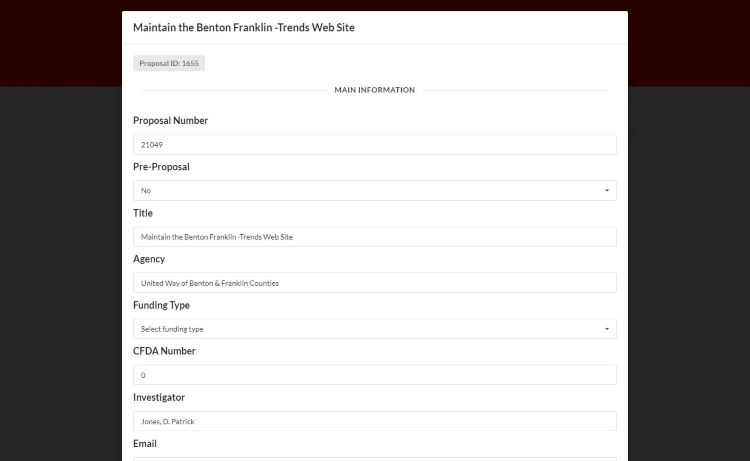 Maintain the Benton Franklin -Trends Web Site
Proposal ID: 1655
MAIN INFORMATION
Proposal Number
21049
Pre-Proposal
No
Title
Maintain the Benton Franklin -Trends Web Site
Agency
United Way of Benton & Franklin Counties
Funding Type
Select funding type
CFDA Number
0
Investigator
Jones, D. Patrick
Email